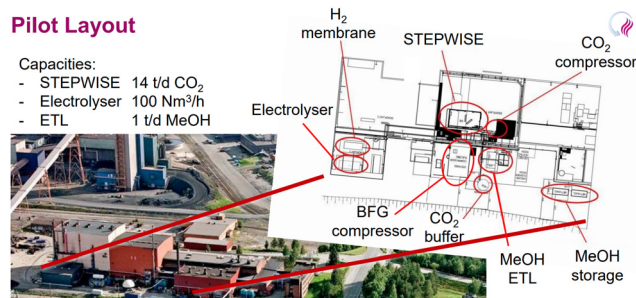 Pilot Layout
Capacities:
- STEPWISE 14 t/d CO₂
- Electrolyser 100 Nm³/h
- ETL 1 t/d MeOH
H₂
membrane
STEPWISE
CO₂
compressor
Electrolyser
BFG
compressor
CO₂
buffer
MeOH
ETL
MeOH
storage